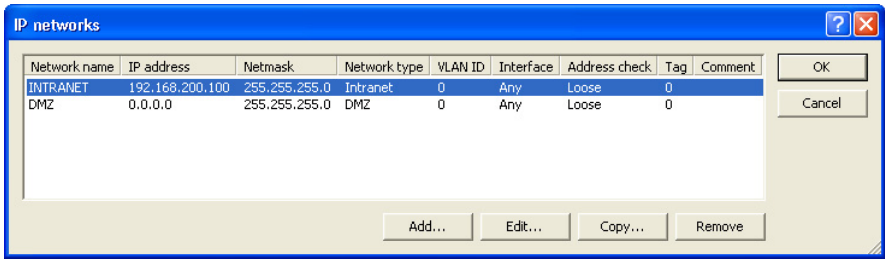 IP networks
Network name IP address Netmask Network type VLAN ID Interface Address check Tag Comment
INTRANET 192.168.200.100 255.255.255.0 Intranet 0 Any Loose 0
DMZ 0.0.0.0 255.255.255.0 DMZ 0 Any Loose 0
OK
Cancel
Add... Edit... Copy... Remove